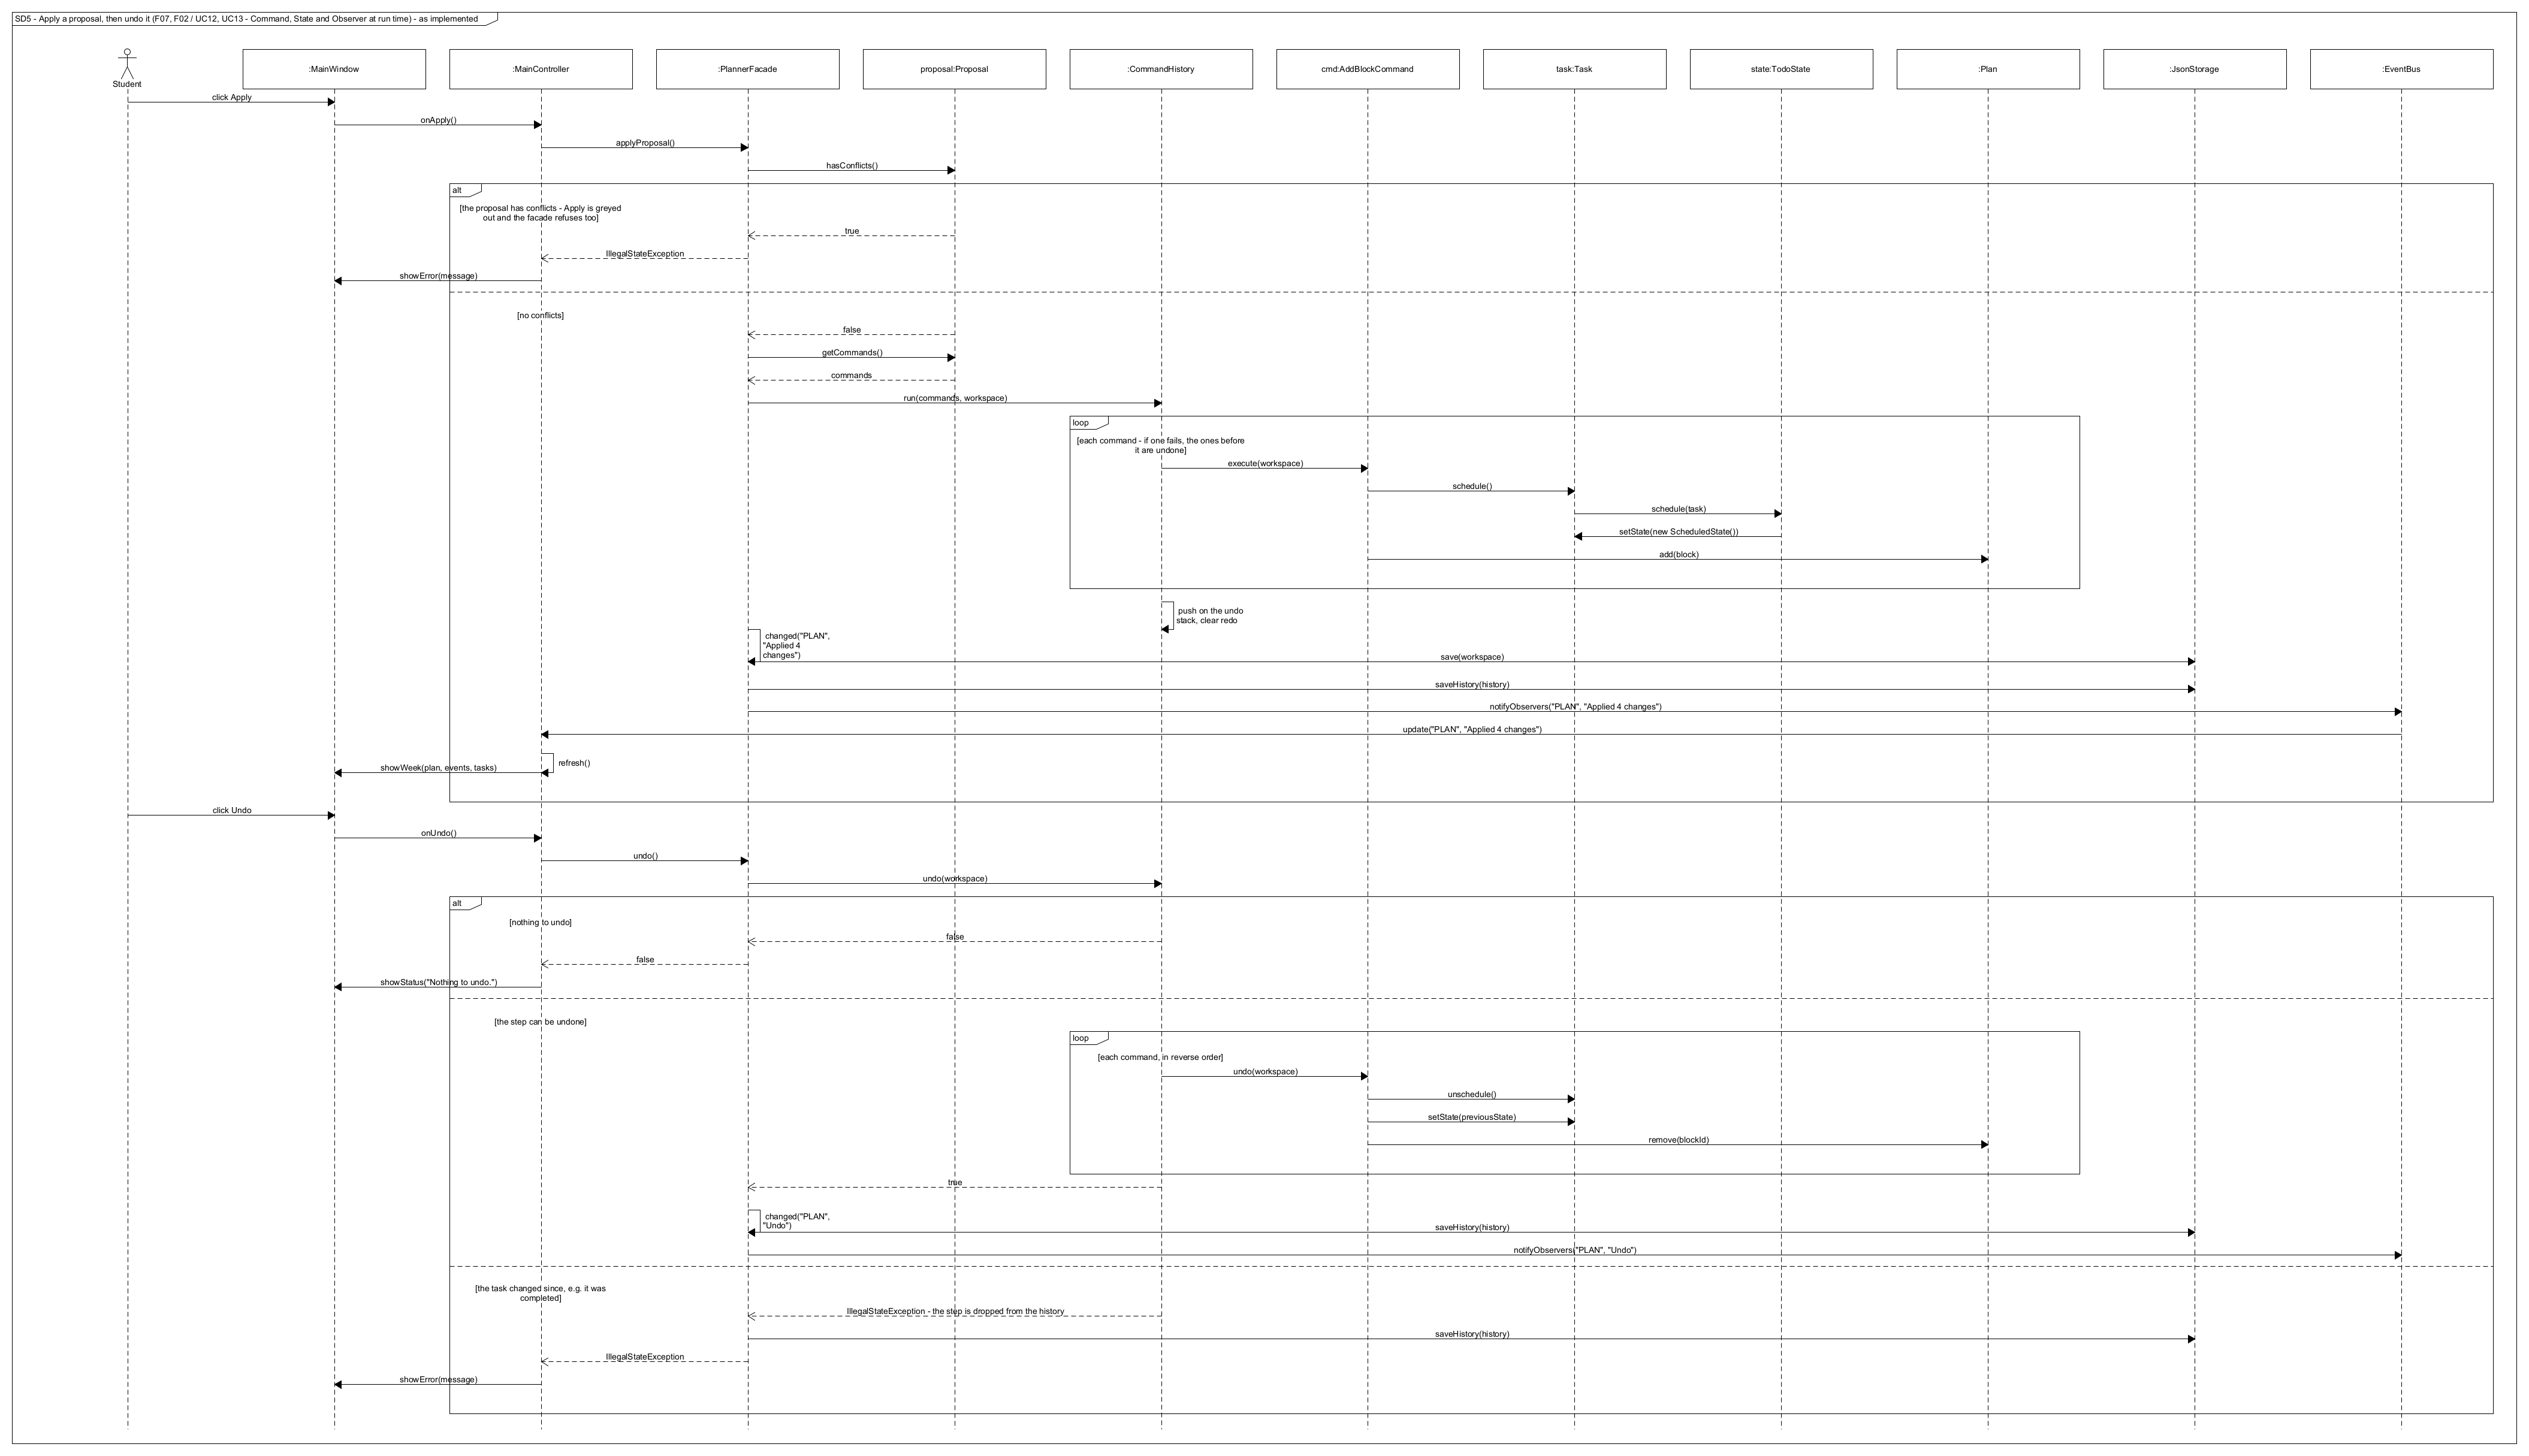 SD5 - Apply a proposal, then undo it (F07, F02 / UC12, UC13 - Command, State and Observer at run time) - as implemented
Student
:MainWindow
:MainController
:PlannerFacade
proposal:Proposal
:CommandHistory
cmd:AddBlockCommand
task:Task
state:TodoState
:Plan
:JsonStorage
:EventBus
click Apply
onApply()
applyProposal()
hasConflicts()
alt
[the proposal has conflicts - Apply is greyed
out and the facade refuses too]
true
IllegalStateException
showError(message)
[no conflicts]
false
getCommands()
commands
run(commands, workspace)
loop
[each command - if one fails, the ones before
it are undone]
execute(workspace)
schedule()
schedule(task)
setState(new ScheduledState())
add(block)
push on the undo
stack, clear redo
changed("PLAN",
"Applied 4
changes")
save(workspace)
saveHistory(history)
notifyObservers("PLAN", "Applied 4 changes")
update("PLAN", "Applied 4 changes")
refresh()
showWeek(plan, events, tasks)
click Undo
onUndo()
undo()
undo(workspace)
alt
[nothing to undo]
false
false
showStatus("Nothing to undo.")
[the step can be undone]
loop
[each command, in reverse order]
undo(workspace)
unschedule()
setState(previousState)
remove(blockId)
true
changed("PLAN",
"Undo")
saveHistory(history)
notifyObservers("PLAN", "Undo")
[the task changed since, e.g. it was
completed]
IllegalStateException - the step is dropped from the history
saveHistory(history)
IllegalStateException
showError(message)